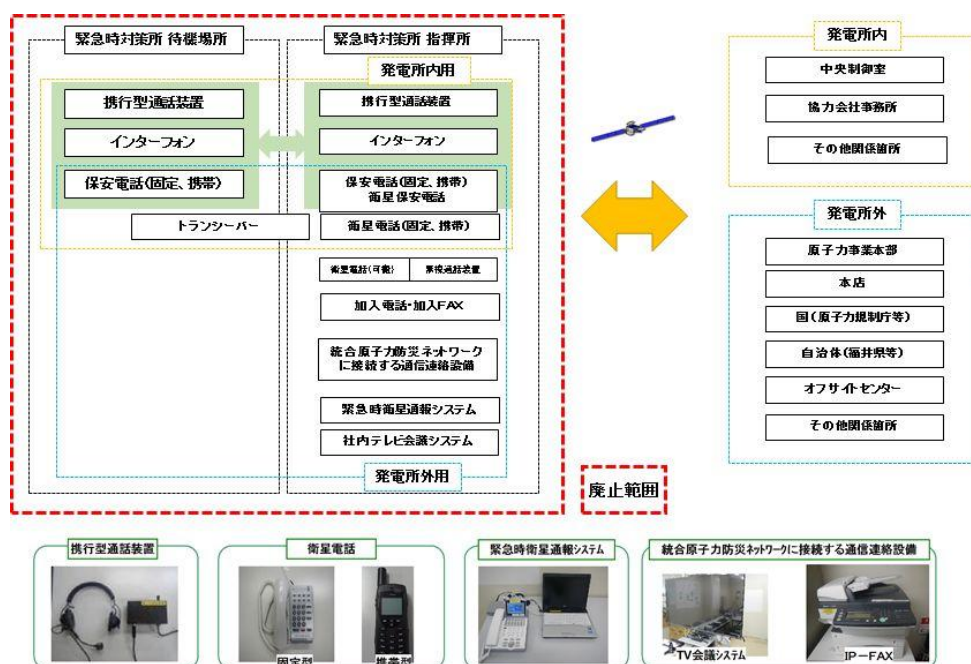 緊急時対策所 待機場所
緊急時対策所 指揮所
発電所内用
携行型通話装置
インターフォン
保安電話(固定、携帯)
携行型通話装置
インターフォン
保安電話(固定、携帯)
衛星保安電話
トランシーバー
衛星電話(固定、携帯)
衛星電話(可搬)
加入電話・加入FAX
統合原子力防災ネットワーク
に接続する通信連絡設備
緊急時衛星通報システム
社内テレビ会議システム
発電所外用
廃止範囲
発電所内
中央制御室
協力会社事務所
その他関係箇所
発電所外
原子力事業本部
本店
国(原子力規制庁等)
自治体(福井県等)
オフサイトセンター
その他関係箇所
携行型通話装置
衛星電話
固定型
携帯型
緊急時衛星通報システム
統合原子力防災ネットワークに接続する通信連絡設備
TV会議システム
IP-FAX